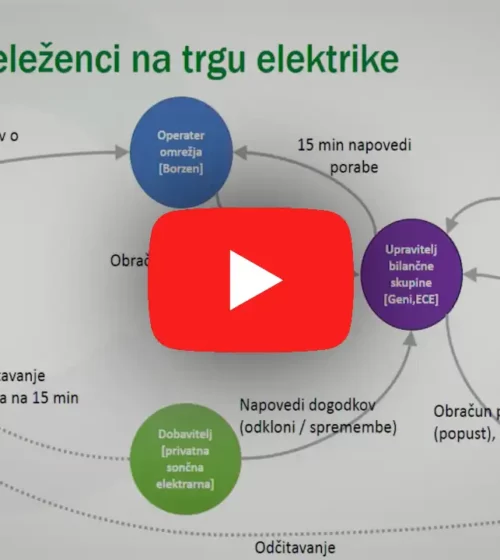 eleženci na trgu elektrike
v o
Operater
omrežja
[Borzen]
15 min napovedi
porabe
Obrač
Upravitelj
bilančne
skupine
[Geni,ECE]
tavanje
a na 15 min
Napovedi dogodkov
(odkloni / spremembe)
Obračun p
(popust),
Dobavitelj
[privatna
sončna
elektrarna]
Odčitavanje